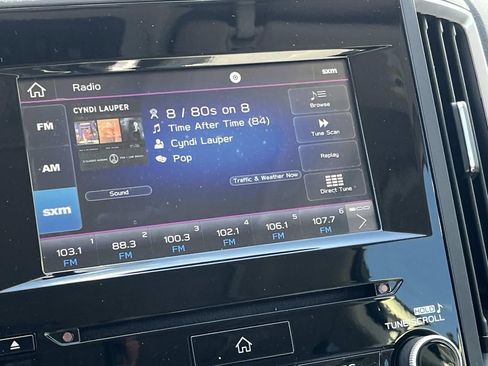 Radio
sxm
CYNDI LAUPER
FM
AM
sxm
8 / 80s on 8
Time After Time (84)
Cyndi Lauper
Pop
Browse
Tune Scan
Replay
Direct Tune
Traffic & Weather Now
Sound
1 103.1 FM
2 88.3 FM
3 100.3 FM
4 102.1 FM
5 106.1 FM
6 107.7 FM
HOLD
TUNE/SCROLL